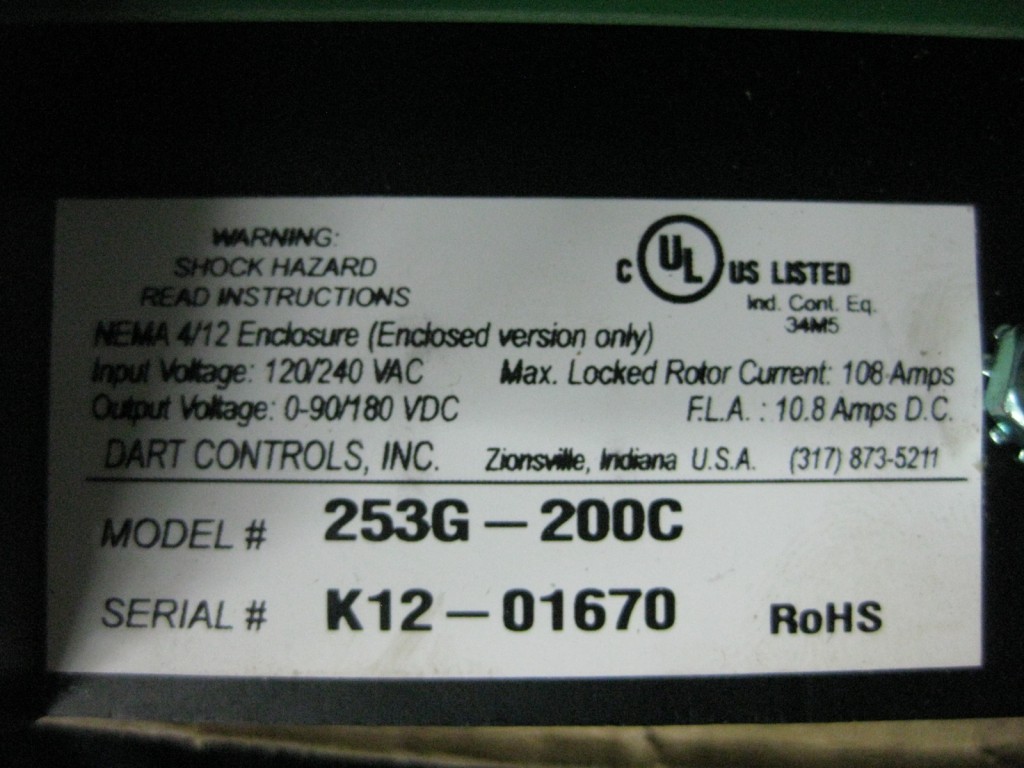 WARNING:
SHOCK HAZARD
READ INSTRUCTIONS
C UL US LISTED
Ind. Cont. Eq.
34M5
NEMA 4/12 Enclosure (Enclosed version only)
Input Voltage: 120/240 VAC Max. Locked Rotor Current: 108 Amps
Output Voltage: 0-90/180 VDC F.L.A. : 10.8 Amps D.C.
DART CONTROLS, INC. Zionsville, Indiana U.S.A. (317) 873-5211
MODEL # 253G – 200C
SERIAL # K12 – 01670 RoHS